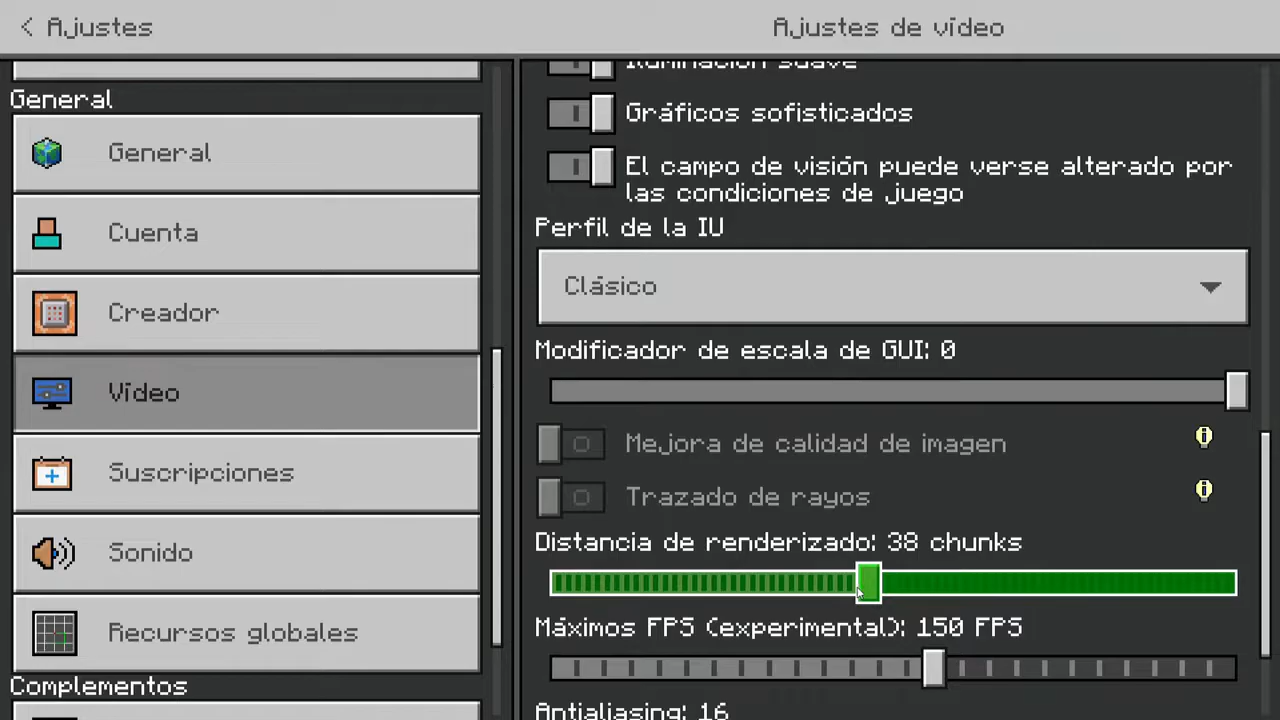 Ajustes
Ajustes de vídeo
General
General
Cuenta
Creador
Vídeo
Suscripciones
Sonido
Recursos globales
Complementos
Iluminación suave
Gráficos sofisticados
El campo de visión puede verse alterado por
las condiciones de juego
Perfil de la IU
Clásico
Modificador de escala de GUI: 0
Mejora de calidad de imagen
Trazado de rayos
Distancia de renderizado: 38 chunks
Máximos FPS (experimental): 150 FPS
Antialiasing: 16